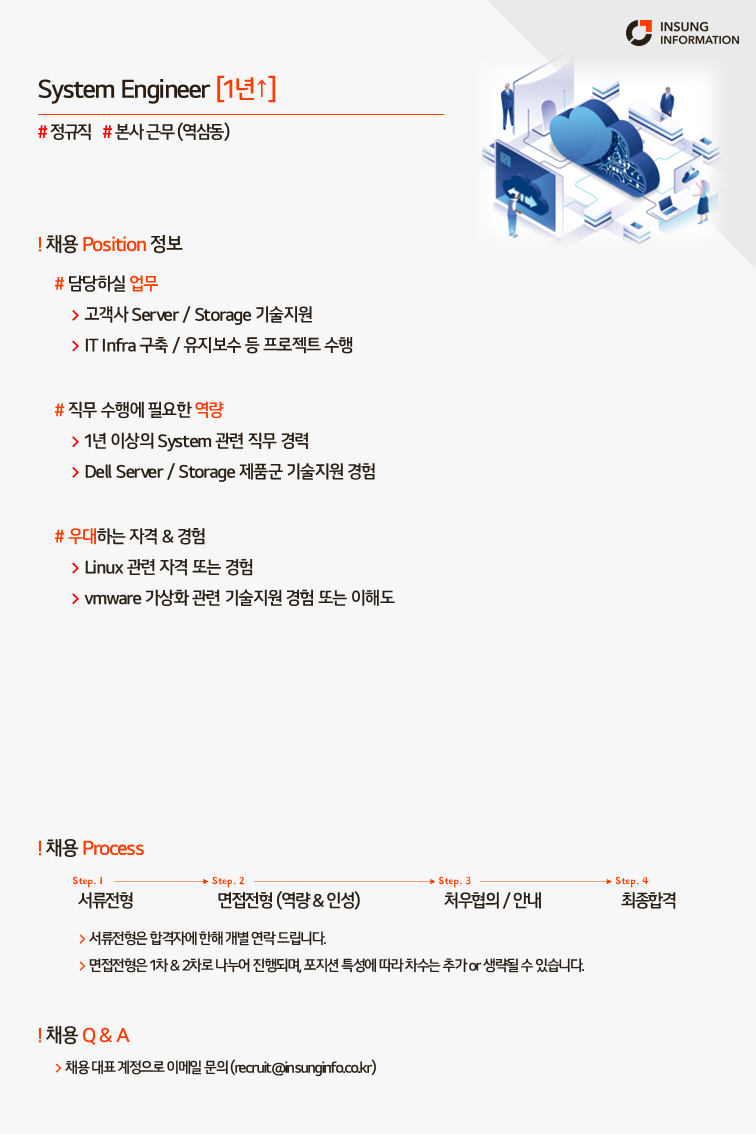 INSUNG
INFORMATION
System Engineer [1년↑]
# 정규직 # 본사 근무 (역삼동)
! 채용 Position 정보
# 담당하실 업무
> 고객사 Server / Storage 기술지원
> IT Infra 구축 / 유지보수 등 프로젝트 수행
# 직무 수행에 필요한 역량
> 1년 이상의 System 관련 직무 경력
> Dell Server / Storage 제품군 기술지원 경험
# 우대하는 자격 & 경험
> Linux 관련 자격 또는 경험
> vmware 가상화 관련 기술지원 경험 또는 이해도
! 채용 Process
Step. 1 Step. 2 Step. 3 Step. 4
서류전형 면접전형 (역량 & 인성) 처우협의 / 안내 최종합격
> 서류전형은 합격자에 한해 개별 연락 드립니다.
> 면접전형은 1차 & 2차로 나누어 진행되며, 포지션 특성에 따라 차수는 추가 or 생략될 수 있습니다.
! 채용 Q & A
> 채용 대표 계정으로 이메일 문의 (recruit@insunginfo.co.kr)